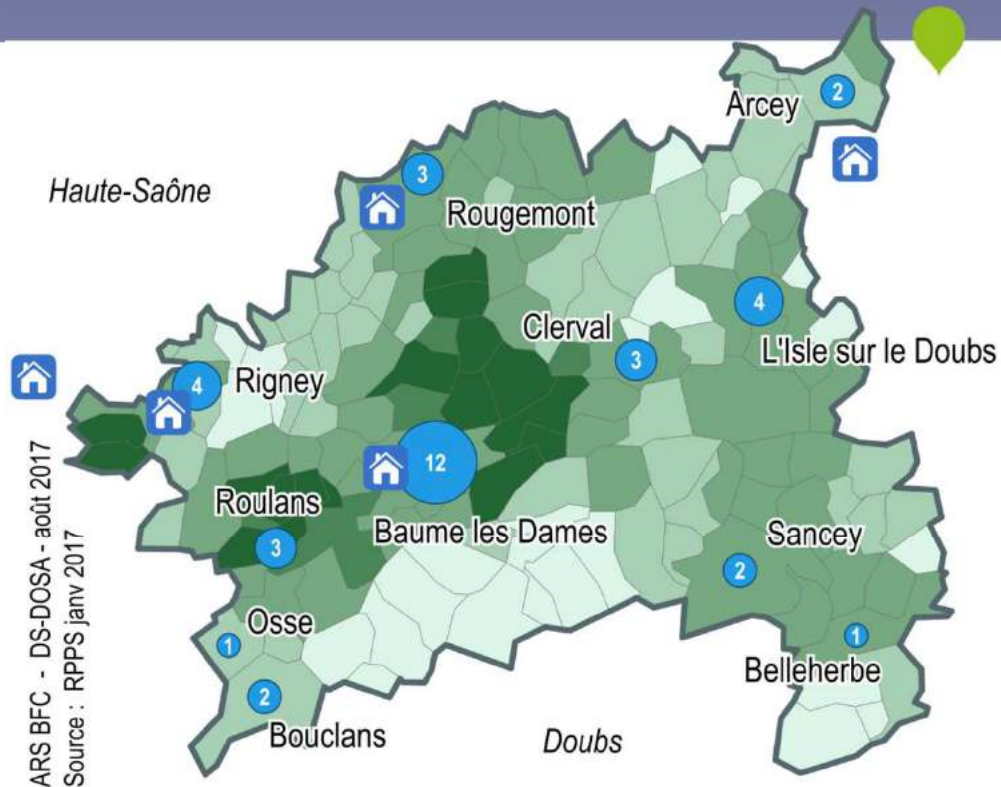 2
Arcey
Haute-Saône
3
Rougemont
4
Clerval
3
L'Isle sur le Doubs
4
Rigney
12
Roulans
Baume les Dames
3
Sancey
2
Osse
1
1
Belleherbe
2
Bouclans
Doubs
ARS BFC - DS-DOSA - août 2017
Source : RPPS janv 2017